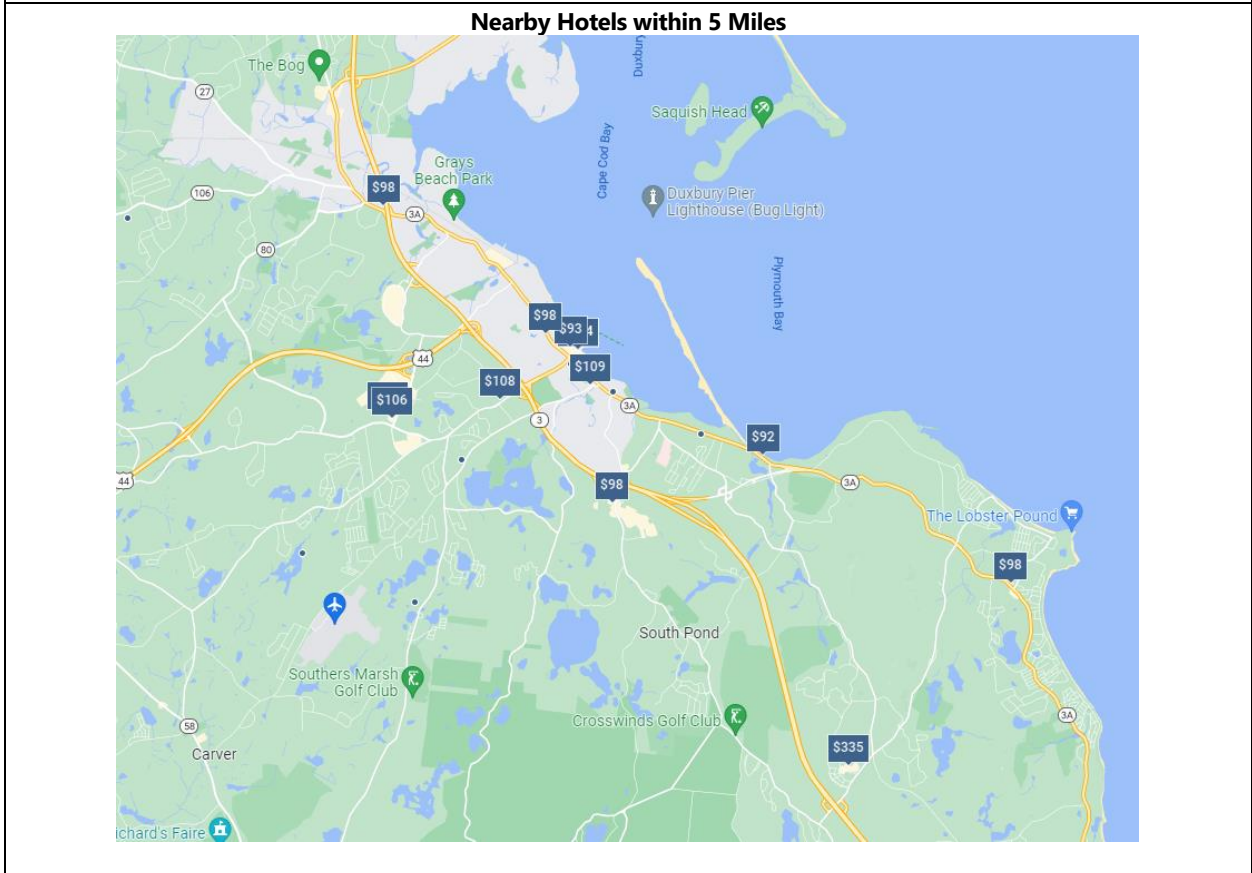 Nearby Hotels within 5 Miles
Duxbury
The Bog
27
Saquish Head
Cape Cod Bay
Grays
Beach Park
$98
106
3A
Duxbury Pier
Lighthouse (Bug Light)
80
Plymouth Bay
$98
$93
4
44
$109
$108
$106
3A
3
$92
44
3A
$98
The Lobster Pound
$98
South Pond
Southers Marsh
Golf Club
Crosswinds Golf Club
3A
58
Carver
$335
ichard's Faire